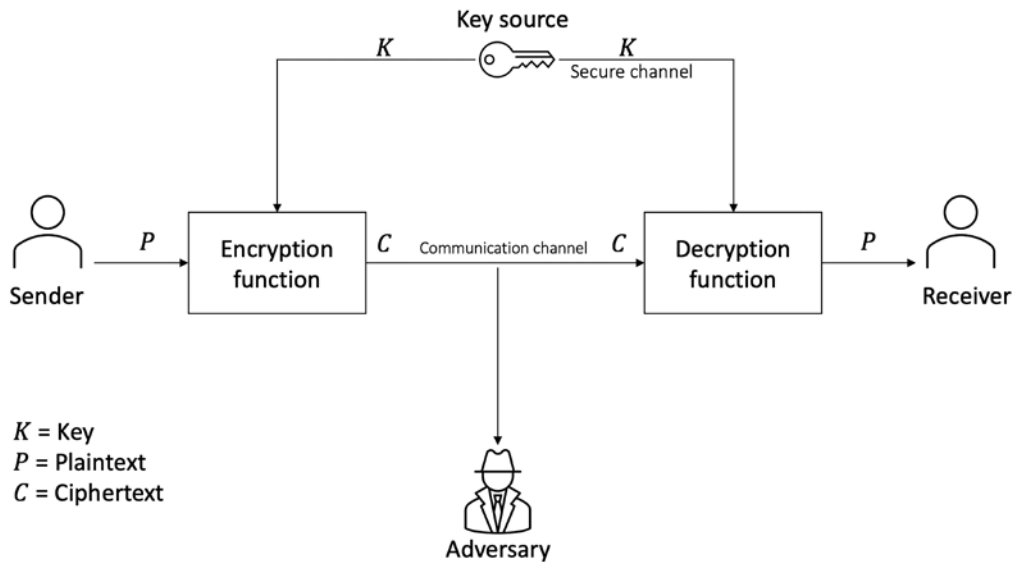 Key source
K
K
Secure channel
P
Encryption
function
C
Communication channel
C
Decryption
function
P
Sender
Receiver
K = Key
P = Plaintext
C = Ciphertext
Adversary